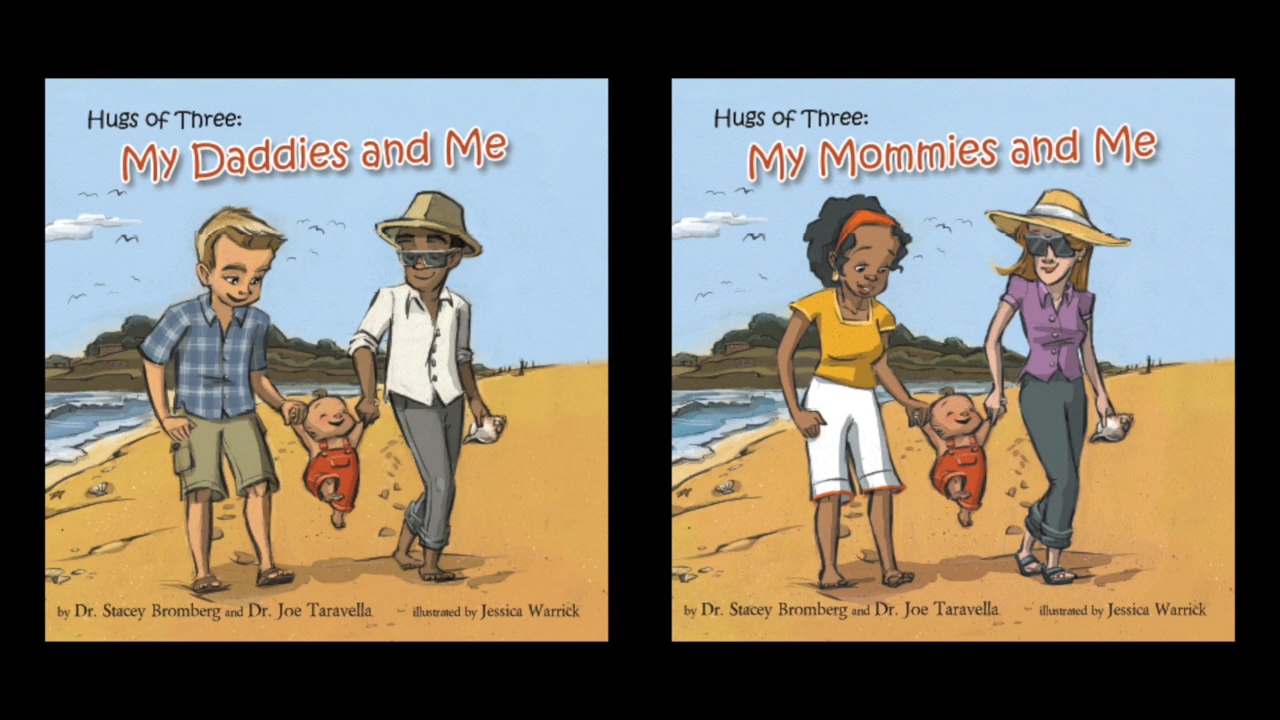 Hugs of Three:
My Daddies and Me
by Dr. Stacey Bromberg and Dr. Joe Taravella
illustrated by Jessica Warrick
Hugs of Three:
My Mommies and Me
by Dr. Stacey Bromberg and Dr. Joe Taravella
illustrated by Jessica Warrick